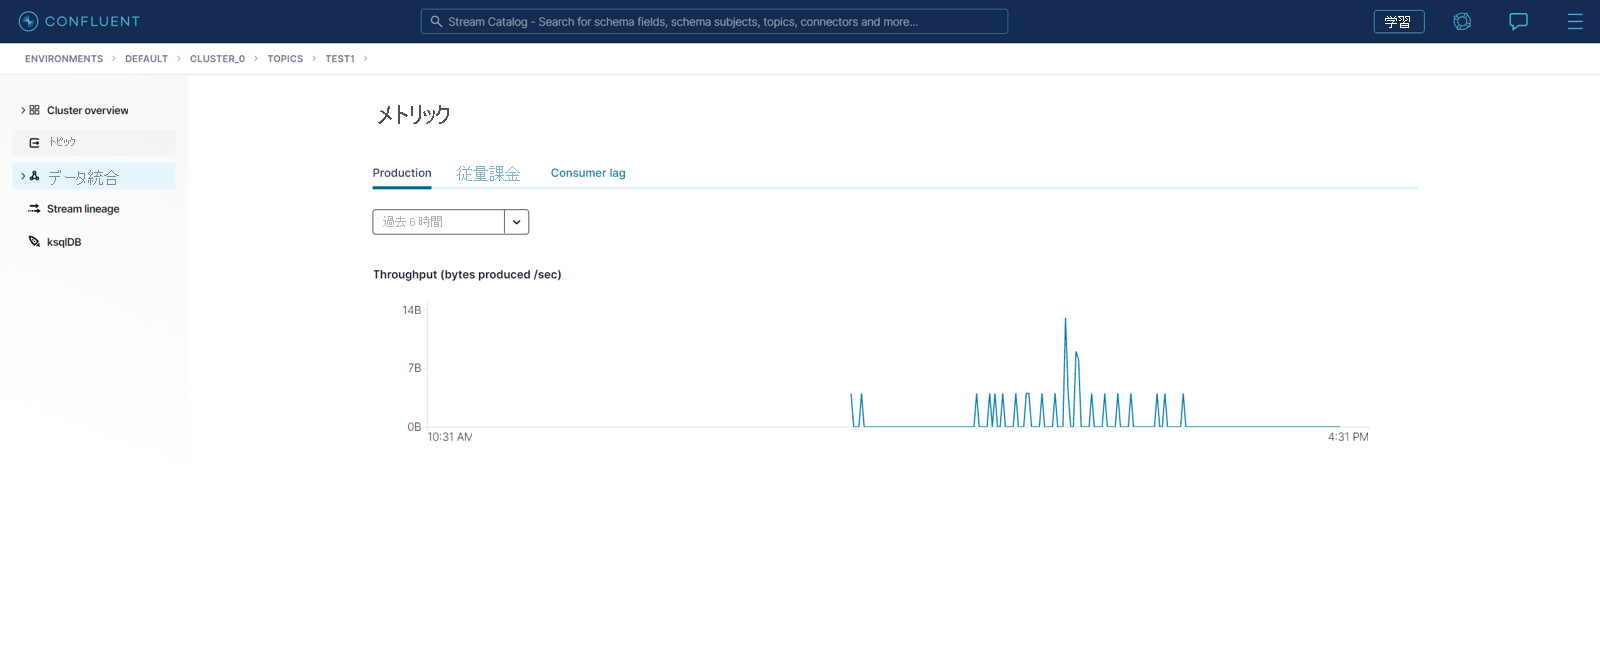 CONFLUENT
Stream Catalog - Search for schema fields, schema subjects, topics, connectors and more...
学習
ENVIRONMENTS > DEFAULT > CLUSTER_0 > TOPICS > TEST1 >
Cluster overview
トピック
データ統合
Stream lineage
ksqlDB
メトリック
Production 従量課金 Consumer lag
過去 6 時間
Throughput (bytes produced /sec)
14B
7B
0B
10:31 AM 4:31 PM